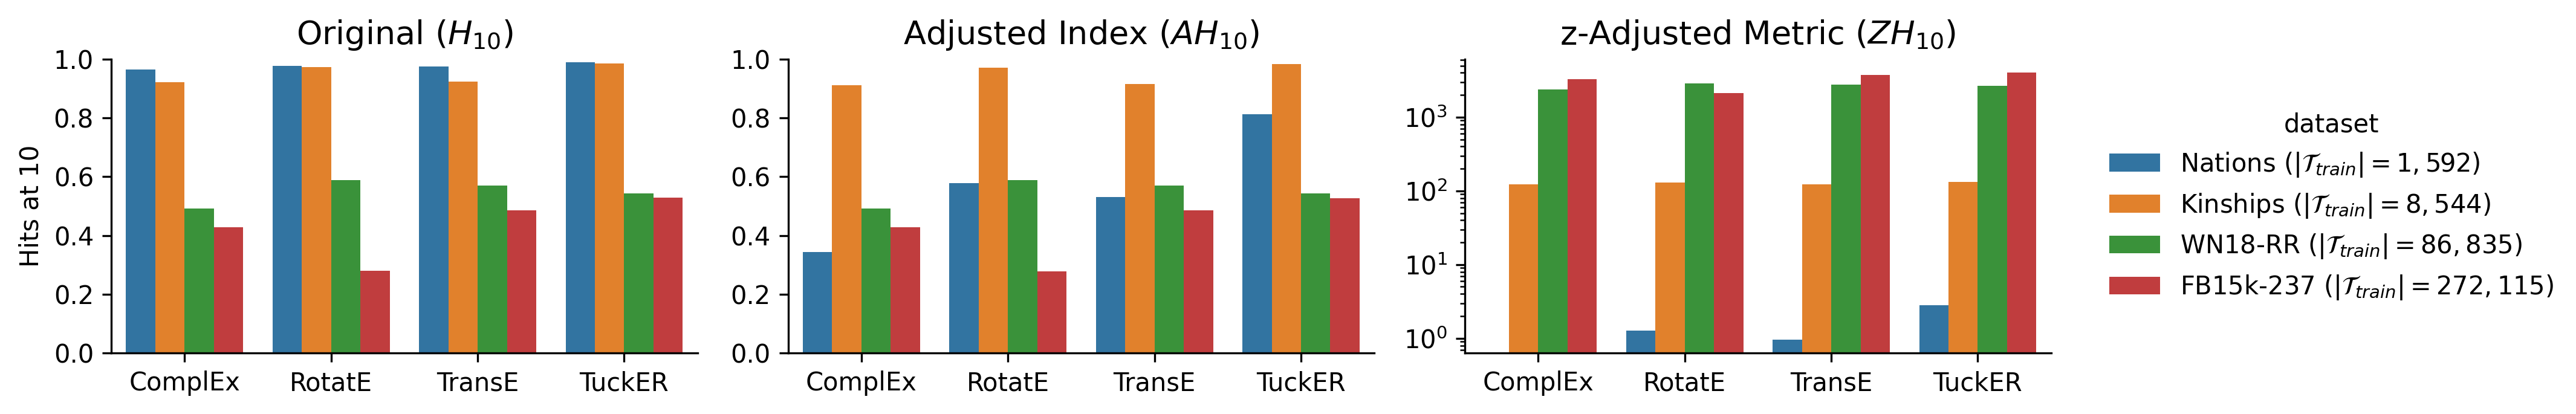 Original (H₁₀)
Hits at 10
1.0
0.8
0.6
0.4
0.2
0.0
ComplEx RotatE TransE TuckER
Adjusted Index (AH₁₀)
1.0
0.8
0.6
0.4
0.2
0.0
ComplEx RotatE TransE TuckER
z-Adjusted Metric (ZH₁₀)
10³
10²
10¹
10⁰
ComplEx RotatE TransE TuckER
dataset
Nations (|𝒯train| = 1, 592)
Kinships (|𝒯train| = 8, 544)
WN18-RR (|𝒯train| = 86, 835)
FB15k-237 (|𝒯train| = 272, 115)